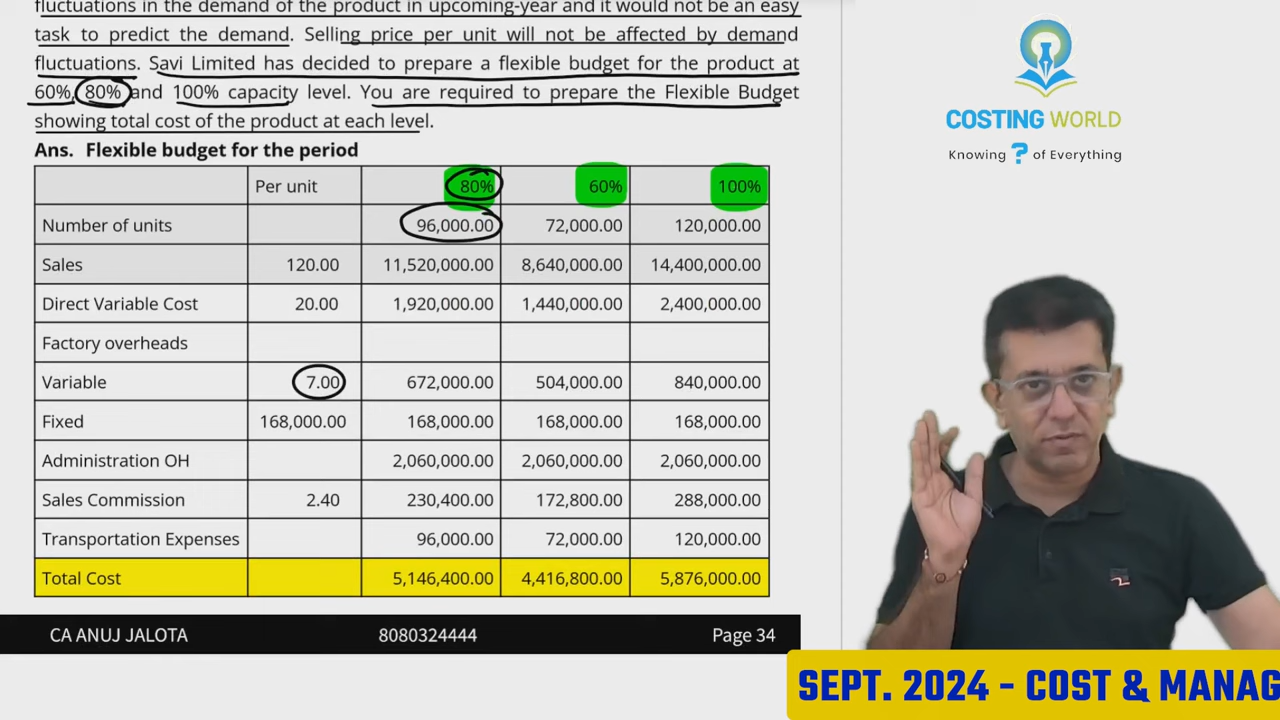 fluctuations in the demand of the product in upcoming-year and it would not be an easy
task to predict the demand. Selling price per unit will not be affected by demand
fluctuations. Savi Limited has decided to prepare a flexible budget for the product at
60%, 80% and 100% capacity level. You are required to prepare the Flexible Budget
showing total cost of the product at each level.
Ans. Flexible budget for the period
Per unit 80% 60% 100%
Number of units 96,000.00 72,000.00 120,000.00
Sales 120.00 11,520,000.00 8,640,000.00 14,400,000.00
Direct Variable Cost 20.00 1,920,000.00 1,440,000.00 2,400,000.00
Factory overheads
Variable 7.00 672,000.00 504,000.00 840,000.00
Fixed 168,000.00 168,000.00 168,000.00 168,000.00
Administration OH 2,060,000.00 2,060,000.00 2,060,000.00
Sales Commission 2.40 230,400.00 172,800.00 288,000.00
Transportation Expenses 96,000.00 72,000.00 120,000.00
Total Cost 5,146,400.00 4,416,800.00 5,876,000.00
CA ANUJ JALOTA 8080324444 Page 34
COSTING WORLD
Knowing ? of Everything
SEPT. 2024 - COST & MANAG